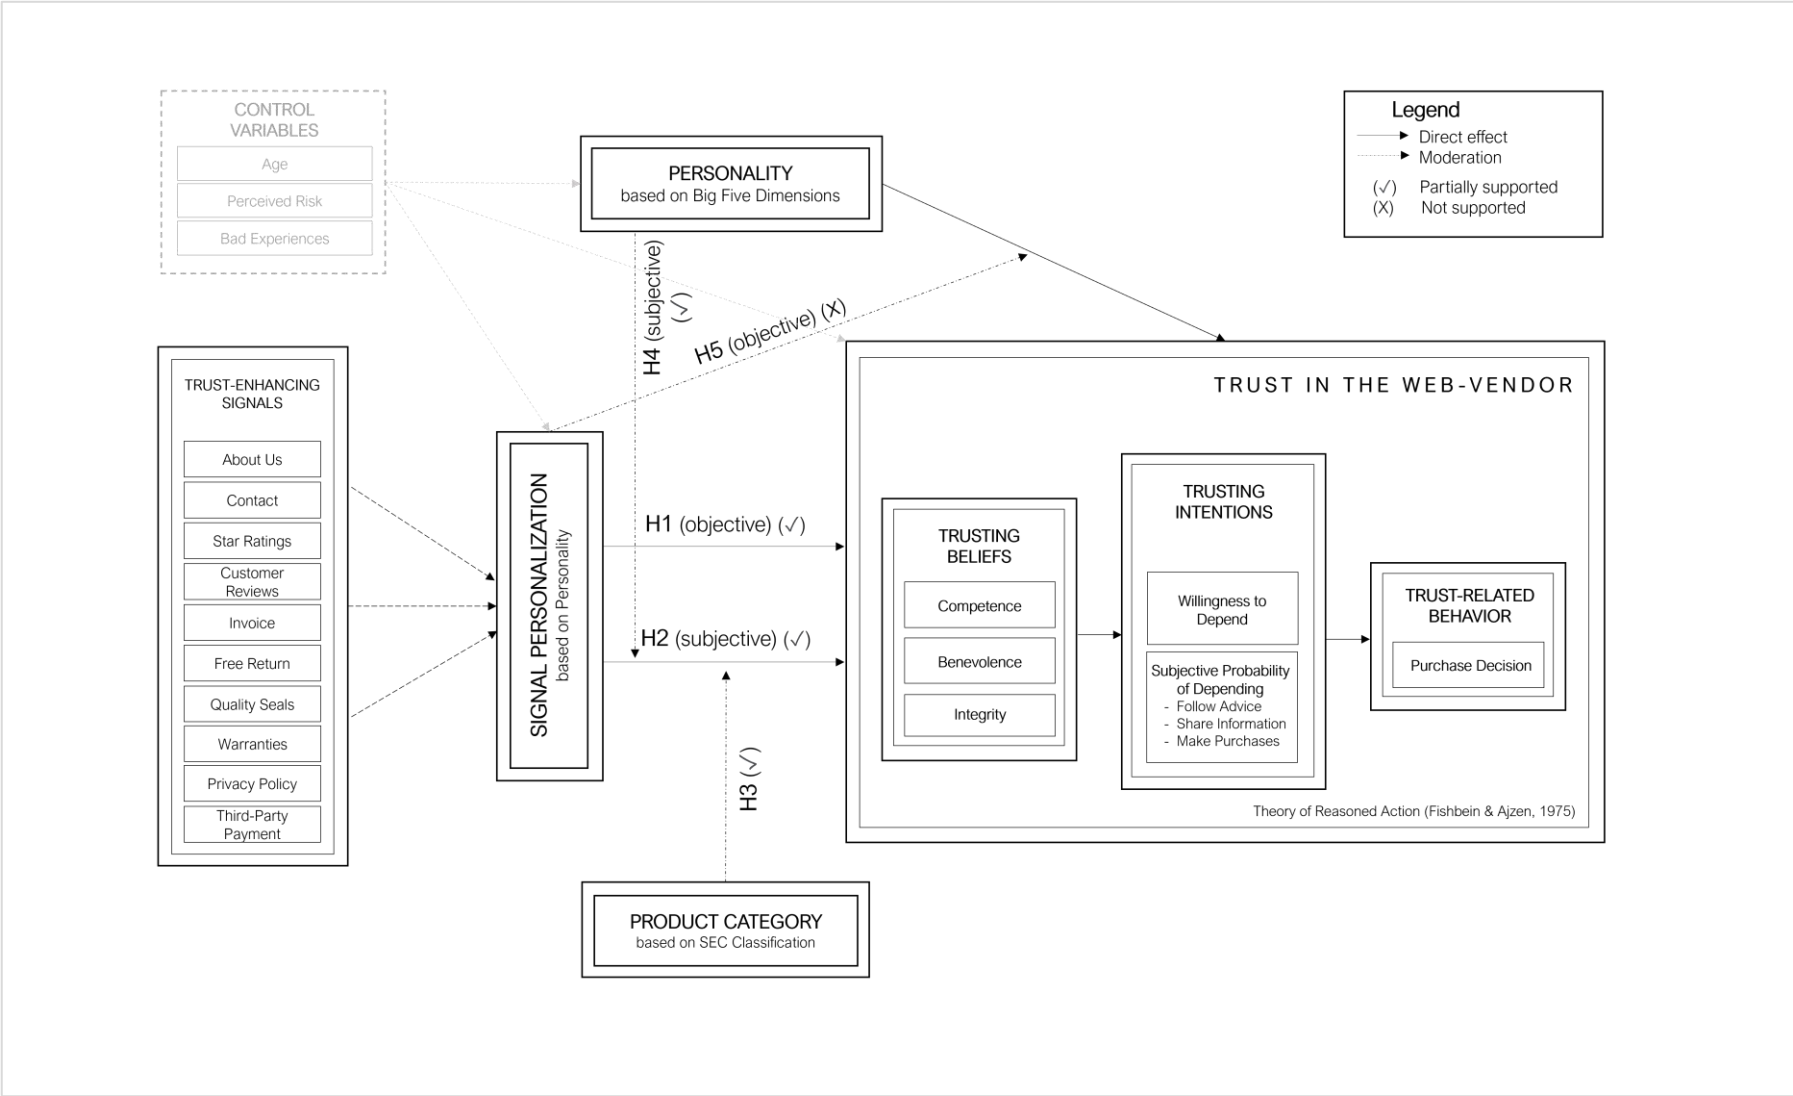 CONTROL
VARIABLES
Age
Perceived Risk
Bad Experiences
PERSONALITY
based on Big Five Dimensions
Legend
Direct effect
Moderation
(✓) Partially supported
(X) Not supported
H4 (subjective)
(✓)
H5 (objective) (X)
TRUST-ENHANCING
SIGNALS
About Us
Contact
Star Ratings
Customer
Reviews
Invoice
Free Return
Quality Seals
Warranties
Privacy Policy
Third-Party
Payment
SIGNAL PERSONALIZATION
based on Personality
H1 (objective) (✓)
H2 (subjective) (✓)
H3 (✓)
PRODUCT CATEGORY
based on SEC Classification
TRUST IN THE WEB-VENDOR
TRUSTING
BELIEFS
Competence
Benevolence
Integrity
TRUSTING
INTENTIONS
Willingness to
Depend
Subjective Probability
of Depending
- Follow Advice
- Share Information
- Make Purchases
TRUST-RELATED
BEHAVIOR
Purchase Decision
Theory of Reasoned Action (Fishbein & Ajzen, 1975)